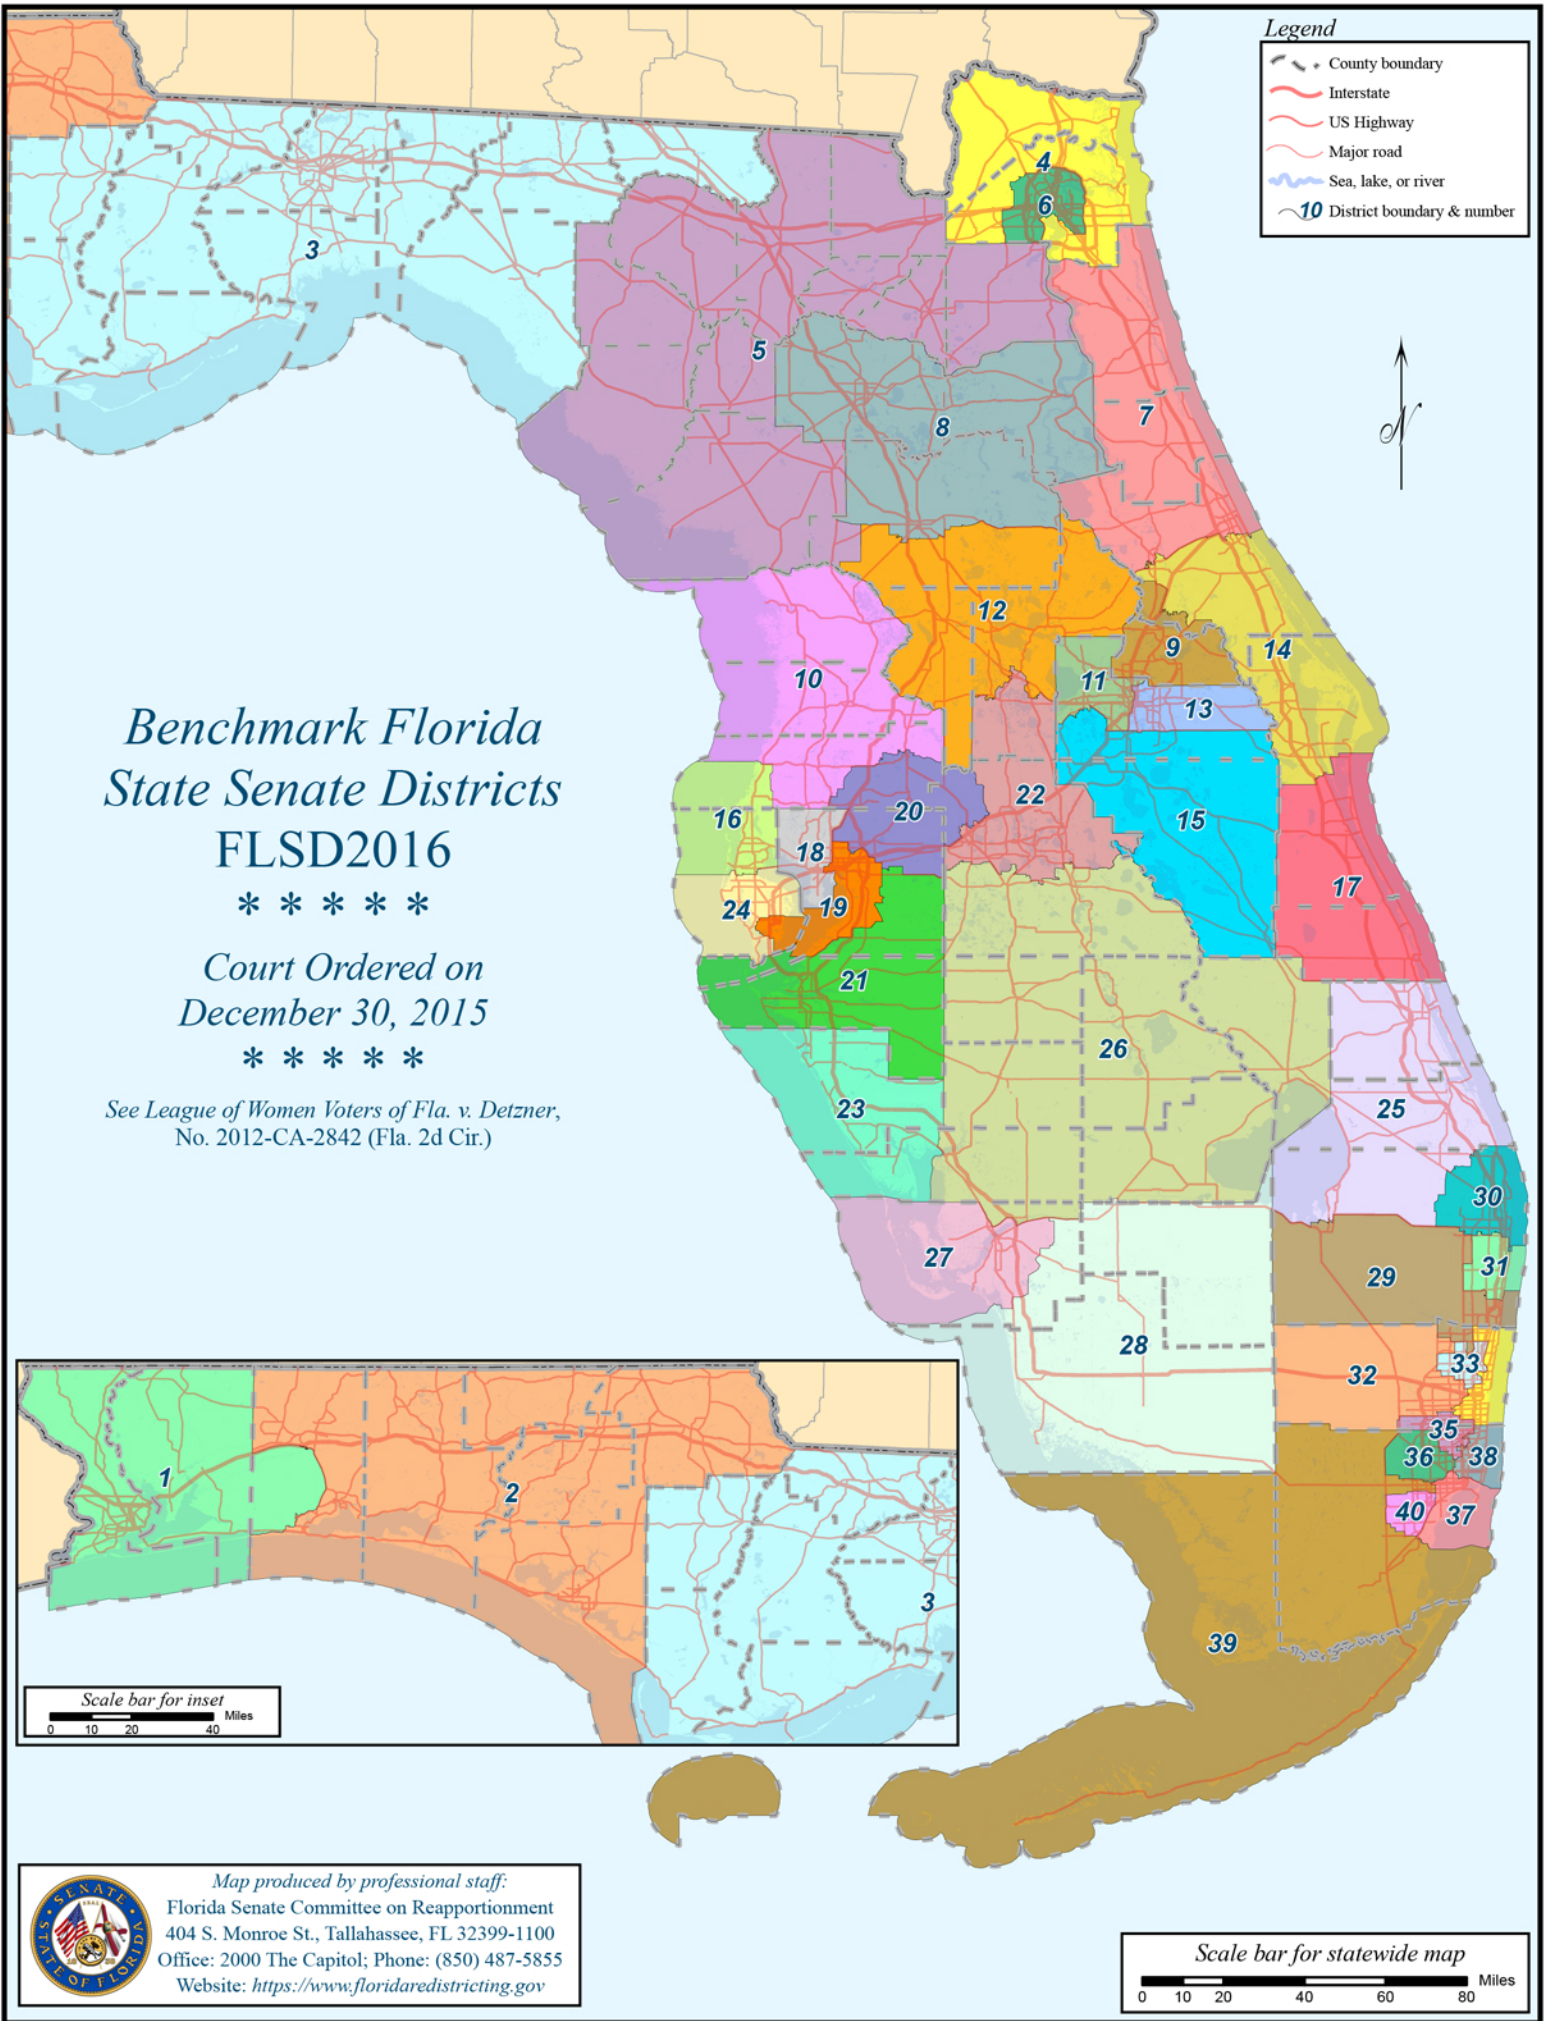 Legend
County boundary
Interstate
US Highway
Major road
Sea, lake, or river
10 District boundary & number
N
4
6
3
5
7
8
12
9
14
10
11
13
Benchmark Florida
State Senate Districts
FLSD2016
* * * * *
Court Ordered on
December 30, 2015
* * * * *
See League of Women Voters of Fla. v. Detzner,
No. 2012-CA-2842 (Fla. 2d Cir.)
16
20
22
15
18
17
24
19
21
26
23
25
30
27
31
29
28
33
32
35
36
38
40
37
39
1
2
3
Scale bar for inset
Miles
0 10 20 40
SENATE
STATE OF FLORIDA
Map produced by professional staff:
Florida Senate Committee on Reapportionment
404 S. Monroe St., Tallahassee, FL 32399-1100
Office: 2000 The Capitol; Phone: (850) 487-5855
Website: https://www.floridaredistricting.gov
Scale bar for statewide map
Miles
0 10 20 40 60 80